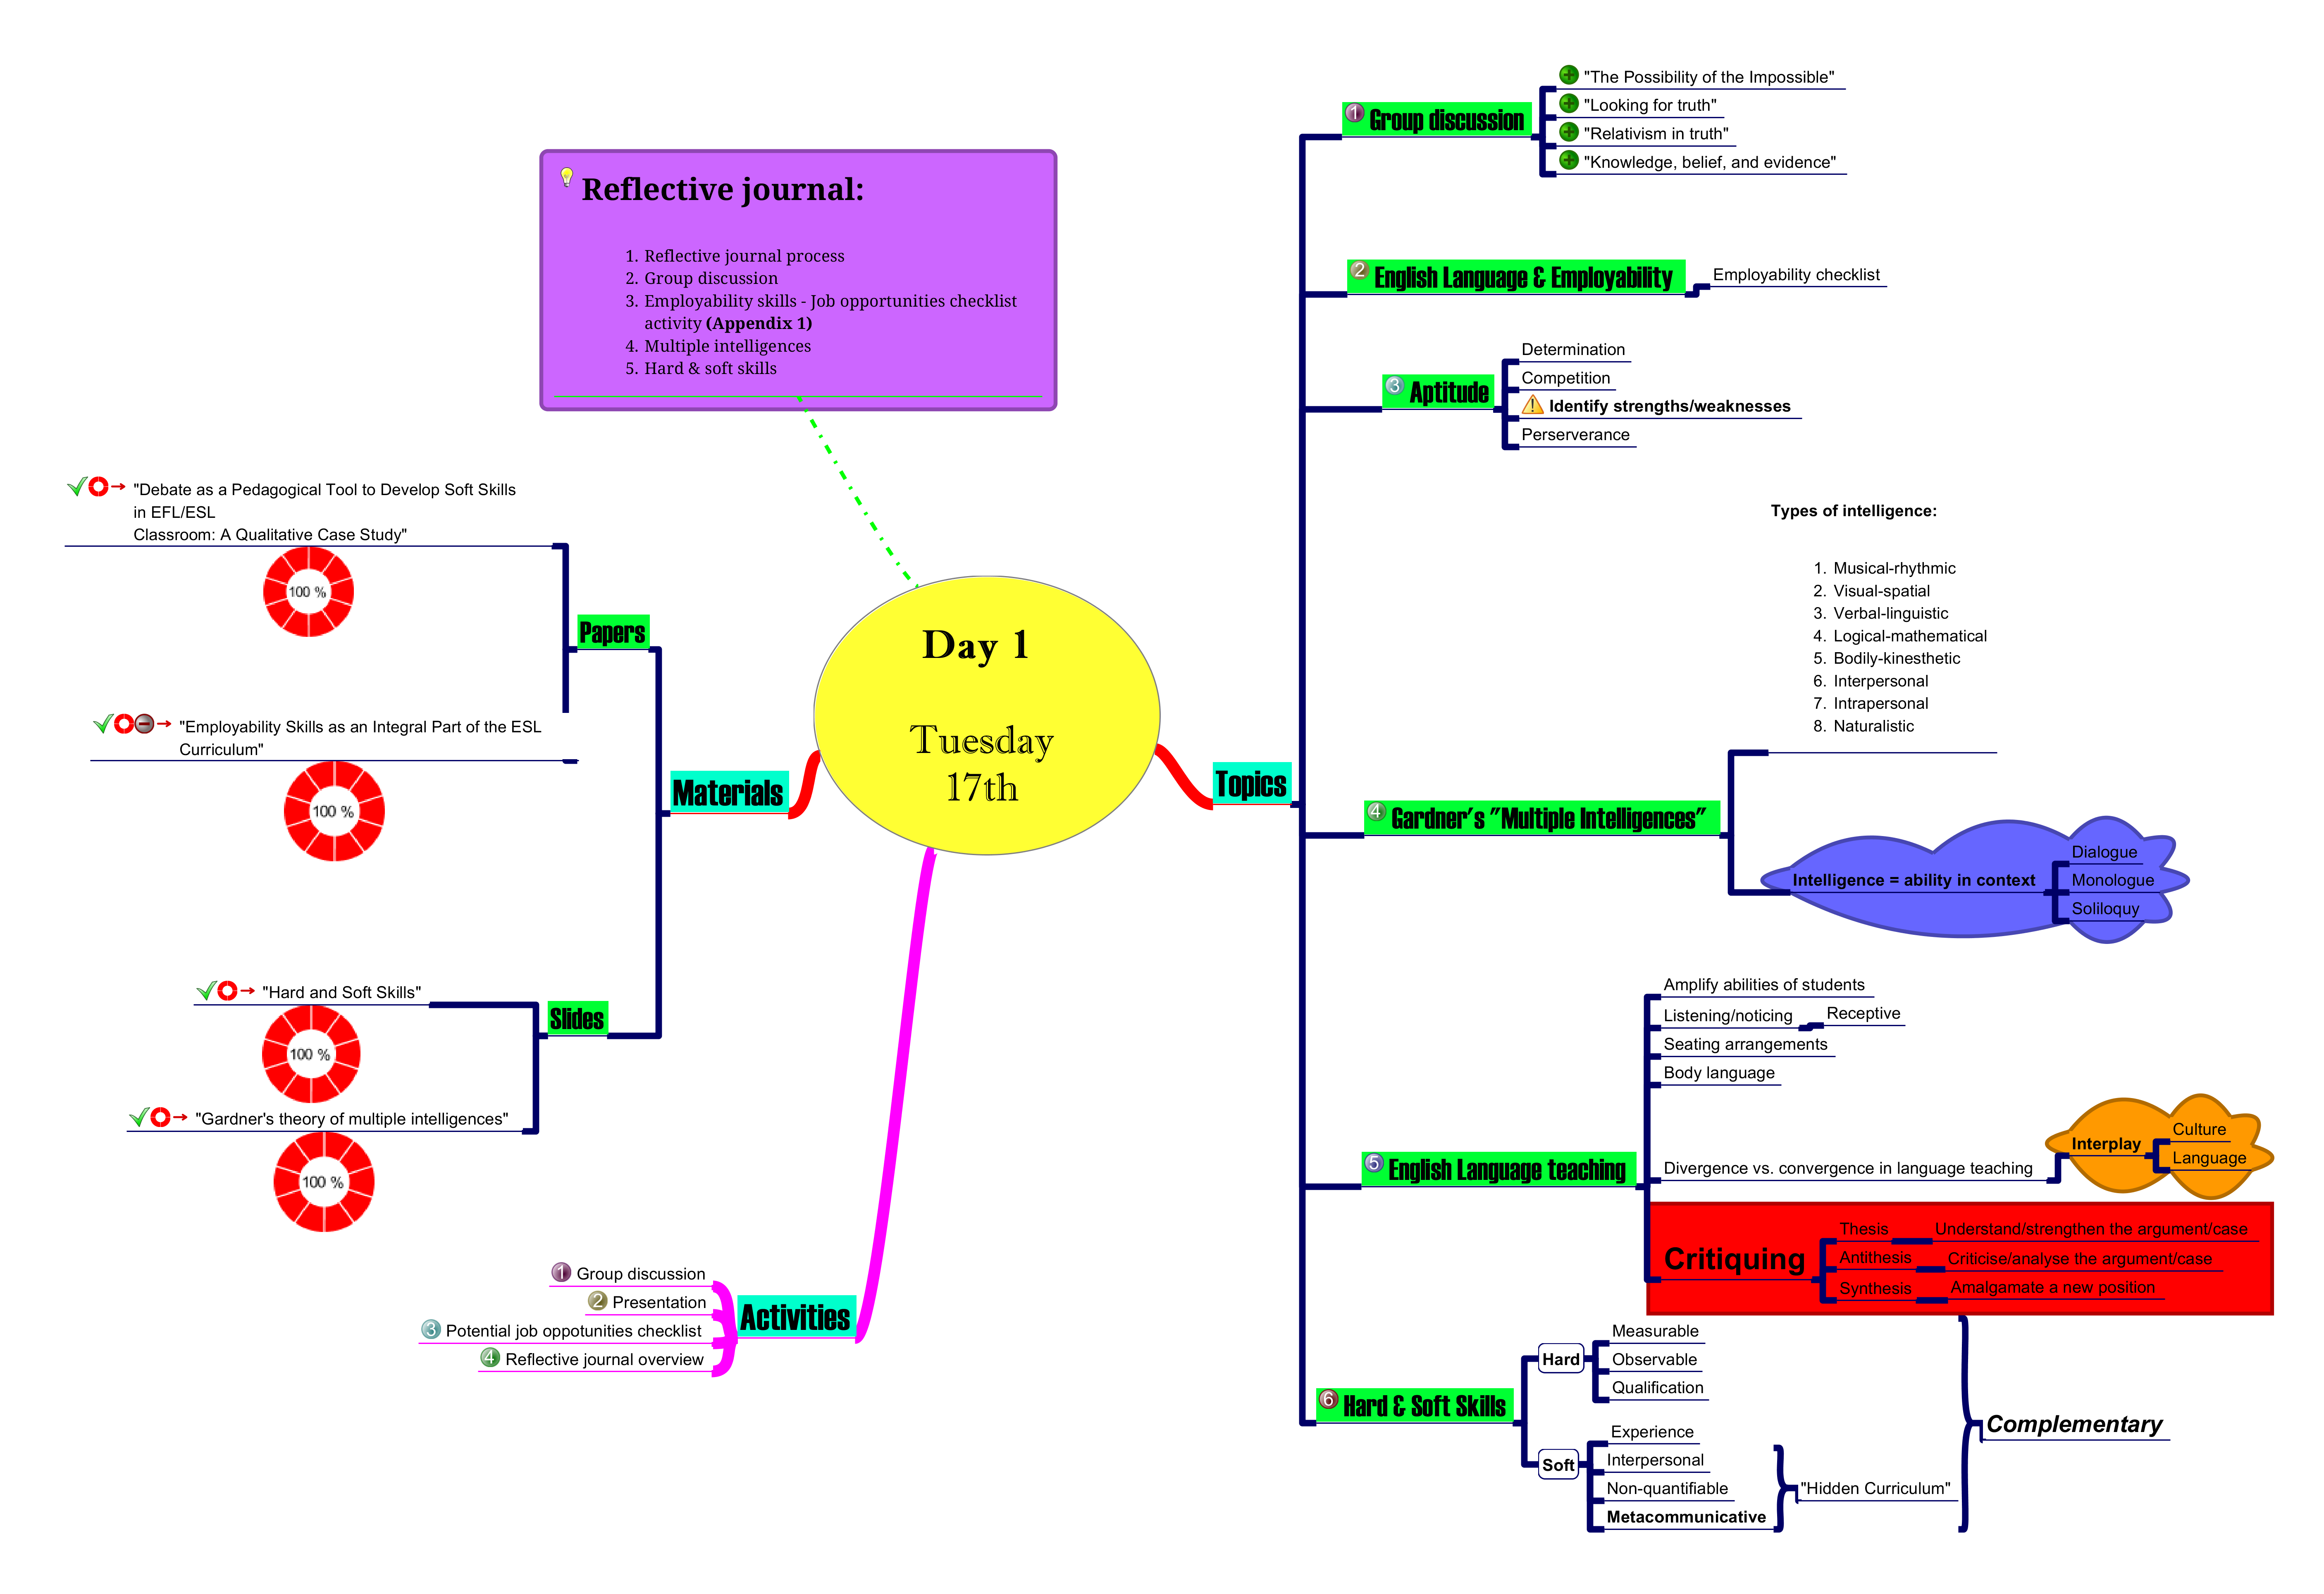 Day 1
Tuesday
17th
Reflective journal:
1. Reflective journal process
2. Group discussion
3. Employability skills - Job opportunities checklist
activity (Appendix 1)
4. Multiple intelligences
5. Hard & soft skills
Topics
1 Group discussion
"The Possibility of the Impossible"
"Looking for truth"
"Relativism in truth"
"Knowledge, belief, and evidence"
2 English Language & Employability
Employability checklist
3 Aptitude
Determination
Competition
Identify strengths/weaknesses
Perserverance
4 Gardner's "Multiple Intelligences"
Types of intelligence:
1. Musical-rhythmic
2. Visual-spatial
3. Verbal-linguistic
4. Logical-mathematical
5. Bodily-kinesthetic
6. Interpersonal
7. Intrapersonal
8. Naturalistic
Intelligence = ability in context
Dialogue
Monologue
Soliloquy
5 English Language teaching
Amplify abilities of students
Listening/noticing
Receptive
Seating arrangements
Body language
Divergence vs. convergence in language teaching
Interplay
Culture
Language
Critiquing
Thesis
Understand/strengthen the argument/case
Antithesis
Criticise/analyse the argument/case
Synthesis
Amalgamate a new position
6 Hard & Soft Skills
Hard
Measurable
Observable
Qualification
Soft
Experience
Interpersonal
Non-quantifiable
Metacommunicative
"Hidden Curriculum"
Complementary
Materials
Papers
"Debate as a Pedagogical Tool to Develop Soft Skills
in EFL/ESL
Classroom: A Qualitative Case Study"
100 %
"Employability Skills as an Integral Part of the ESL
Curriculum"
100 %
Slides
"Hard and Soft Skills"
100 %
"Gardner's theory of multiple intelligences"
100 %
Activities
1 Group discussion
2 Presentation
3 Potential job oppotunities checklist
4 Reflective journal overview